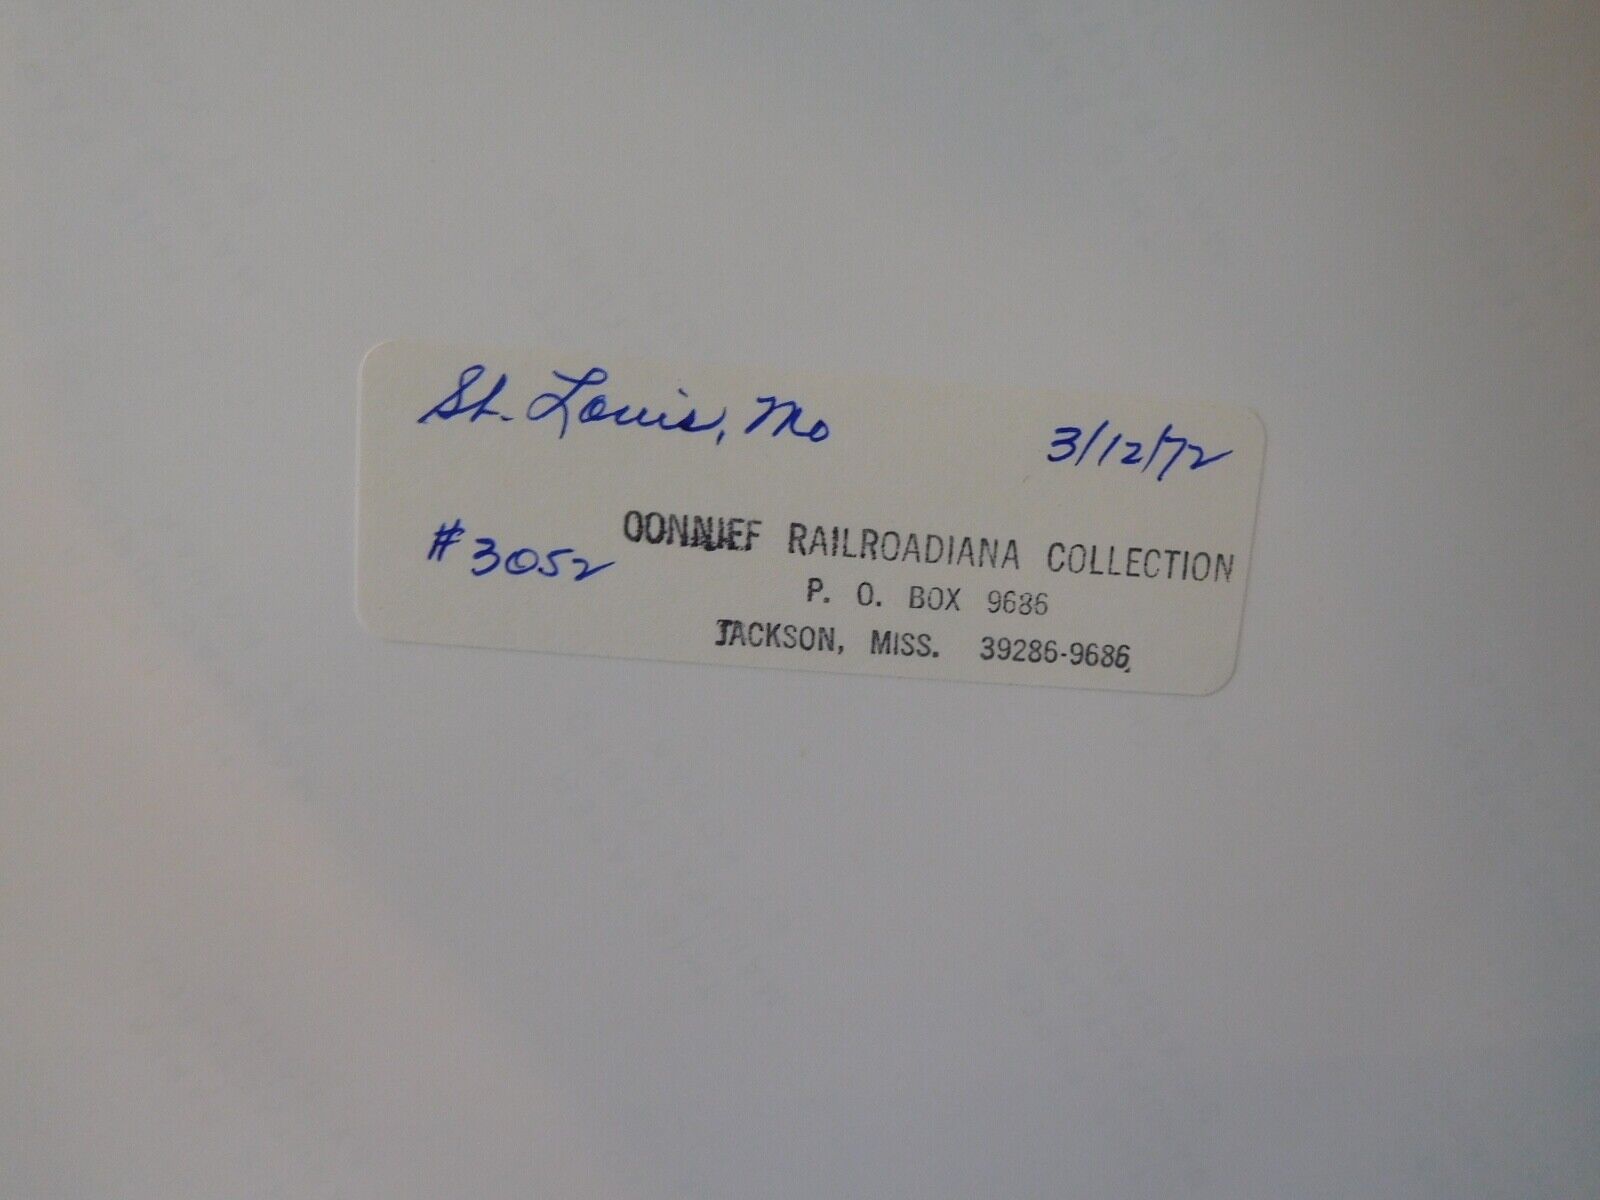 St. Louis, Mo 3/12/72
#3052
RAILROADIANA COLLECTION
P. O. BOX 9686
JACKSON, MISS. 39286-9686